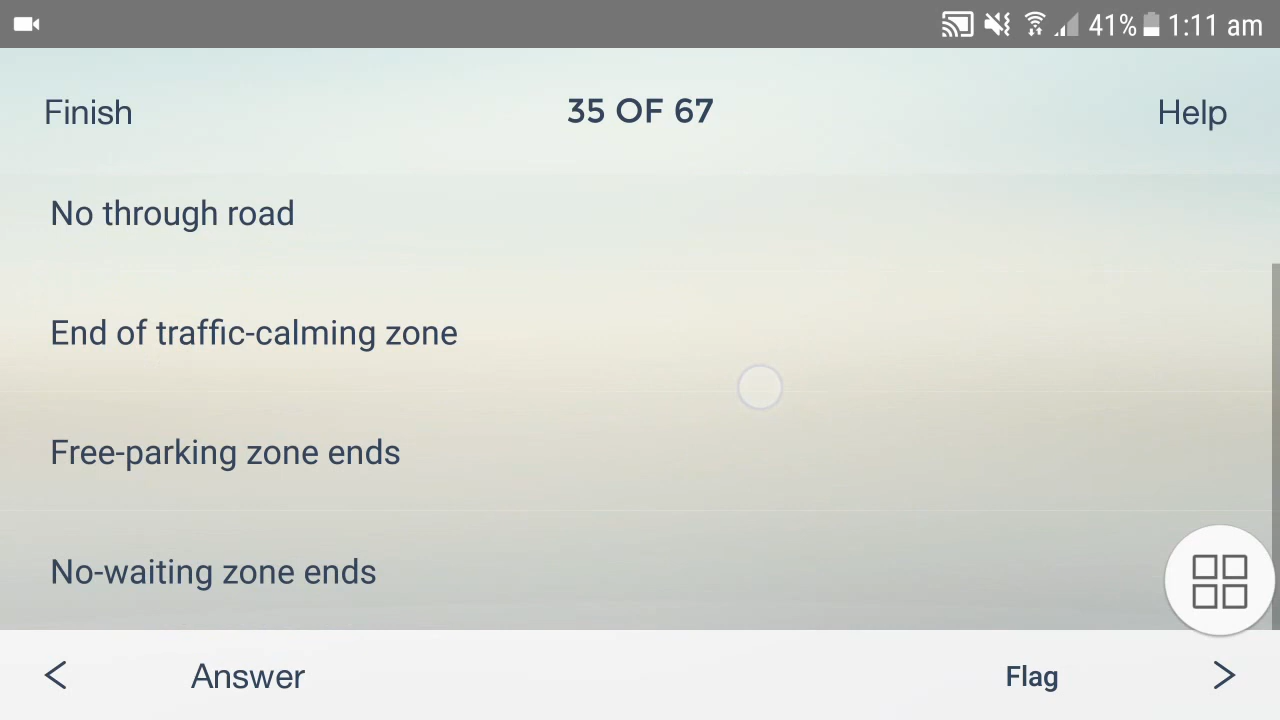 41% 1:11 am
Finish 35 OF 67 Help
No through road
End of traffic-calming zone
Free-parking zone ends
No-waiting zone ends
Answer Flag